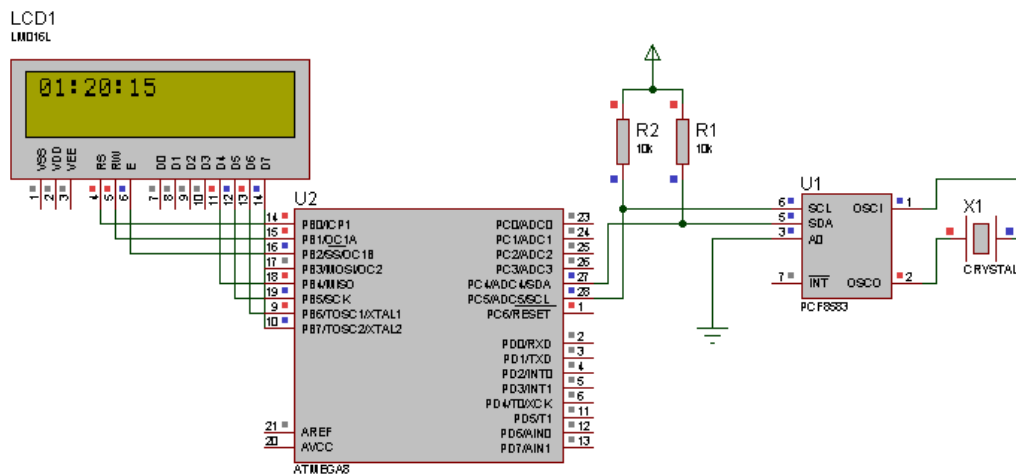 LCD1
LM016L
01:20:15
VSS VDD VEE RS RW E D0 D1 D2 D3 D4 D5 D6 D7
1 2 3 4 5 6 7 8 9 10 11 12 13 14
R2
10k
R1
10k
U2
14 PB0/ICP1 PC0/ADC0 23
15 PB1/OC1A PC1/ADC1 24
16 PB2/SS/OC1B PC2/ADC2 25
17 PB3/MOSI/OC2 PC3/ADC3 26
18 PB4/MISO PC4/ADC4/SDA 27
19 PB5/SCK PC5/ADC5/SCL 28
9 PB6/TOSC1/XTAL1 PC6/RESET 1
10 PB7/TOSC2/XTAL2
PD0/RXD 2
PD1/TXD 3
PD2/INT0 4
PD3/INT1 5
PD4/T0/XCK 6
PD5/T1 11
21 AREF PD6/AIN0 12
20 AVCC PD7/AIN1 13
ATMEGA8
U1
6 SCL OSCI 1
5 SDA
3 A0
7 INT OSCO 2
PCF8583
X1
CRYSTAL